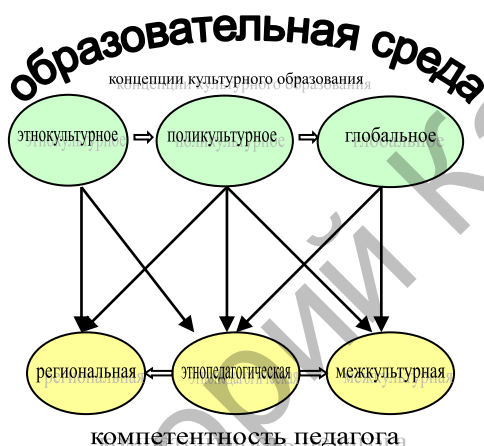 образовательная среда
концепции культурного образования
этнокультурное поликультурное глобальное
региональная этнопедагогическая межкультурная
компетентность педагога